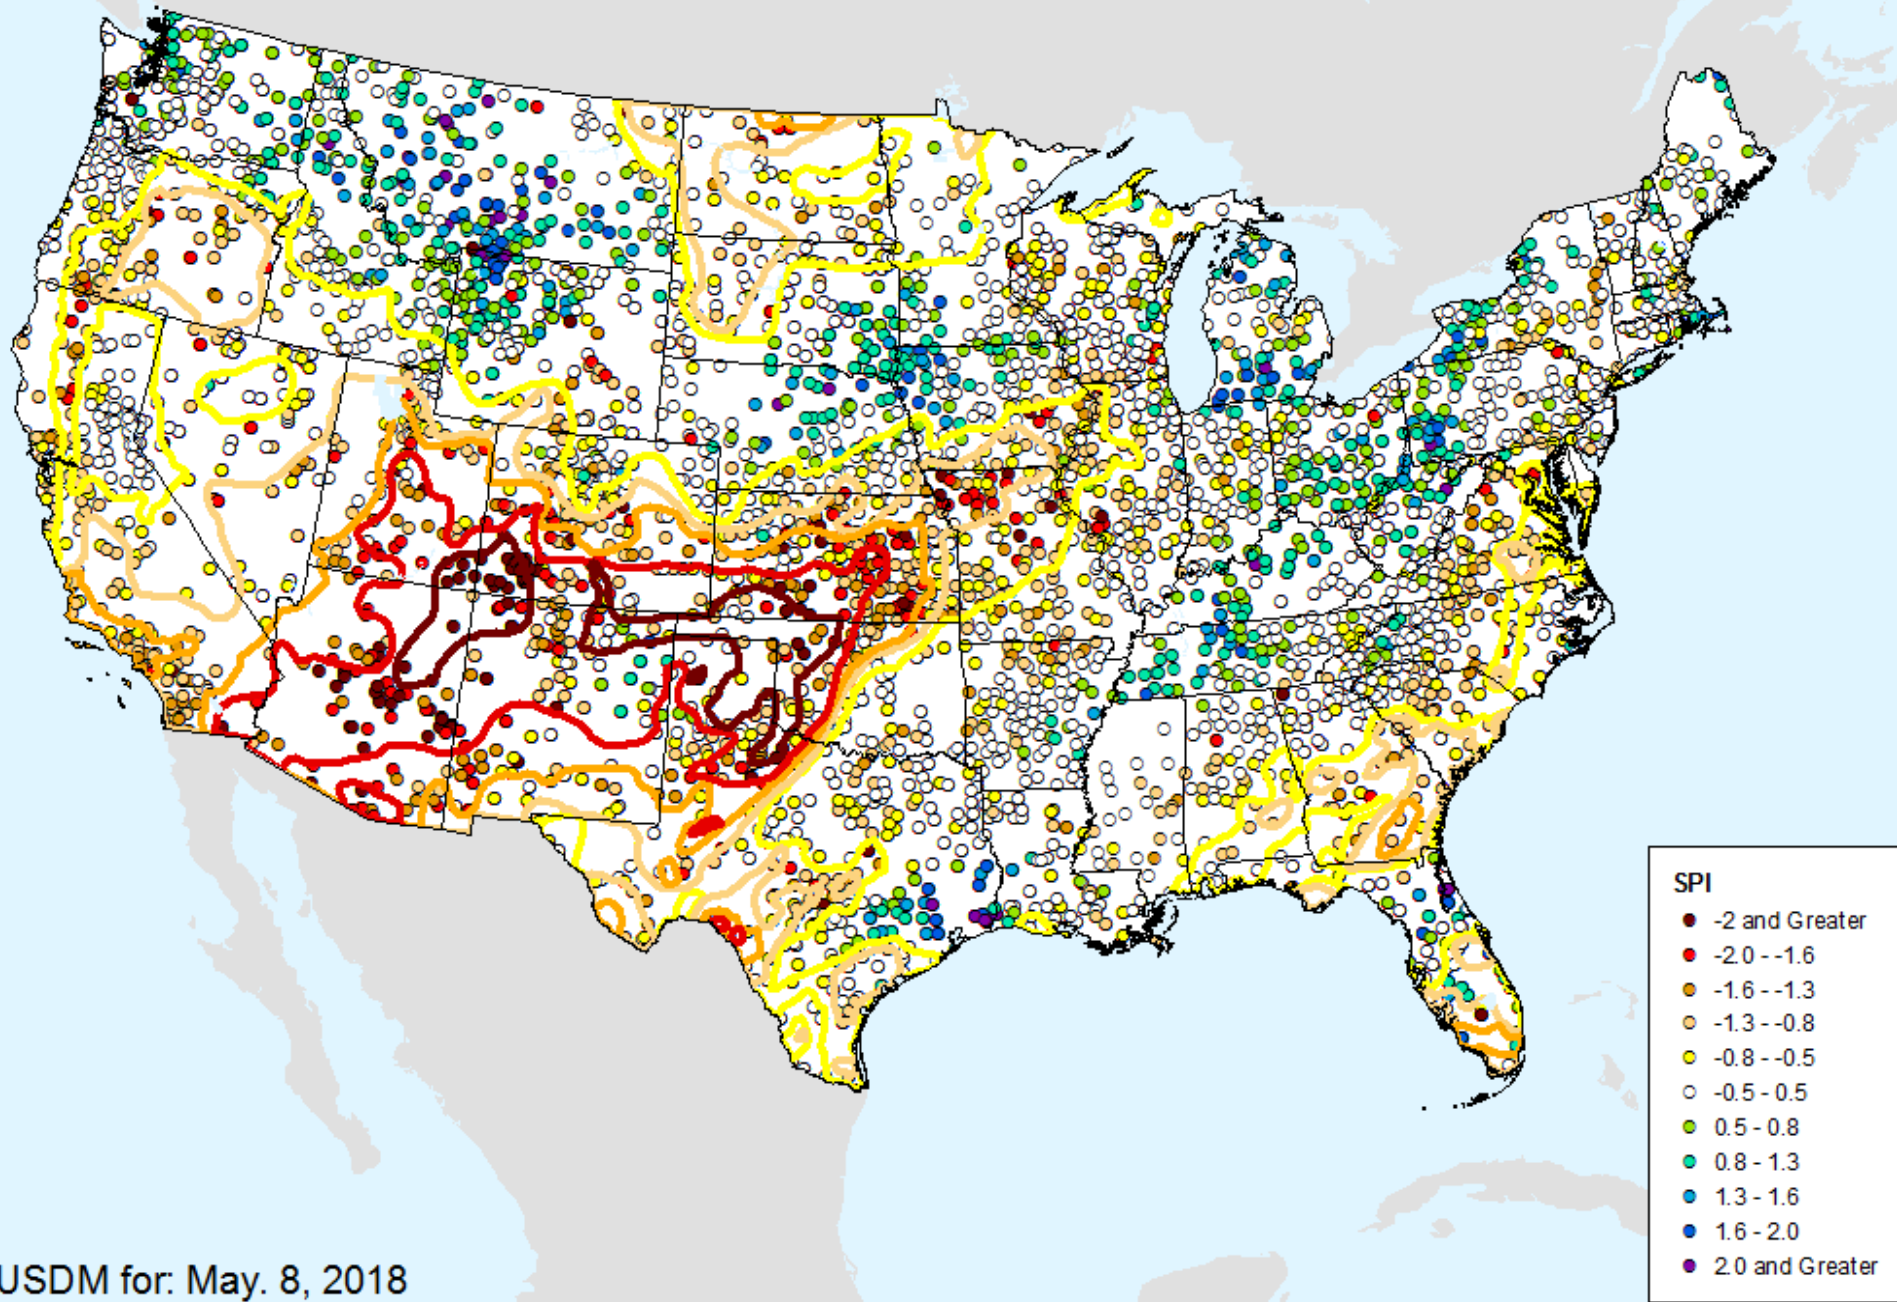 SPI
-2 and Greater
-2.0 - -1.6
-1.6 - -1.3
-1.3 - -0.8
-0.8 - -0.5
-0.5 - 0.5
0.5 - 0.8
0.8 - 1.3
1.3 - 1.6
1.6 - 2.0
2.0 and Greater
USDM for: May. 8, 2018